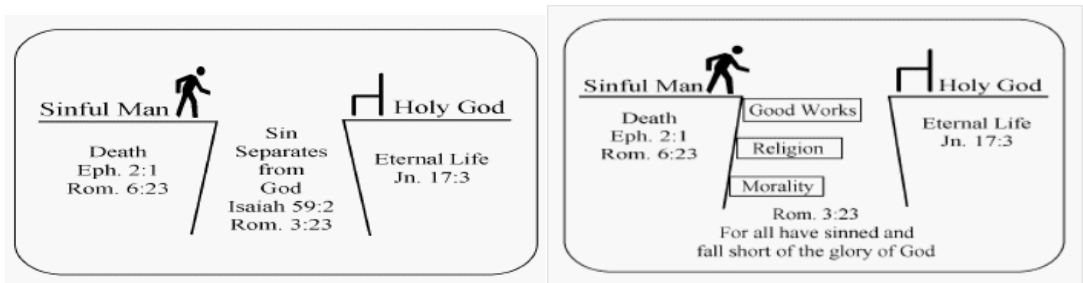 Sinful Man
Holy God
Death
Eph. 2:1
Rom. 6:23
Sin
Separates
from
God
Isaiah 59:2
Rom. 3:23
Eternal Life
Jn. 17:3
Sinful Man
Holy God
Death
Eph. 2:1
Rom. 6:23
Good Works
Religion
Morality
Eternal Life
Jn. 17:3
Rom. 3:23
For all have sinned and
fall short of the glory of God